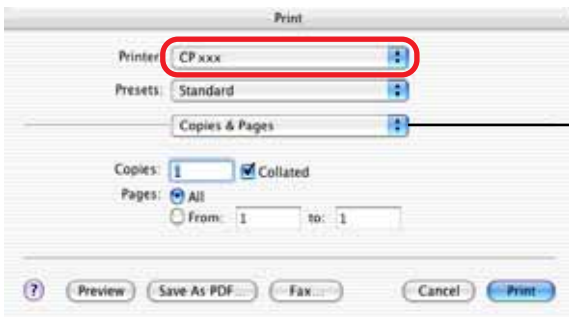 Print
Printer: CP xxx
Presets: Standard
Copies & Pages
Copies: 1 Collated
Pages: All
From: 1 to: 1
? Preview Save As PDF... Fax... Cancel Print